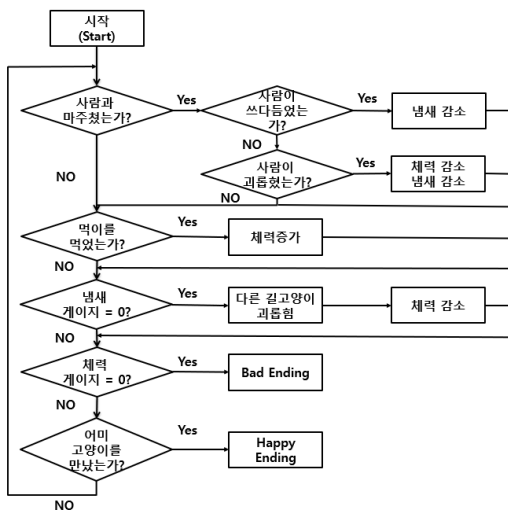 시작
(Start)
사람과
마주쳤는가?
Yes
사람이
쓰다듬었는
가?
Yes
냄새 감소
NO
NO
사람이
괴롭혔는가?
Yes
체력 감소
냄새 감소
NO
먹이를
먹었는가?
Yes
체력증가
NO
냄새
게이지 = 0?
Yes
다른 길고양이
괴롭힘
체력 감소
NO
체력
게이지 = 0?
Yes
Bad Ending
NO
어미
고양이를
만났는가?
Yes
Happy
Ending
NO